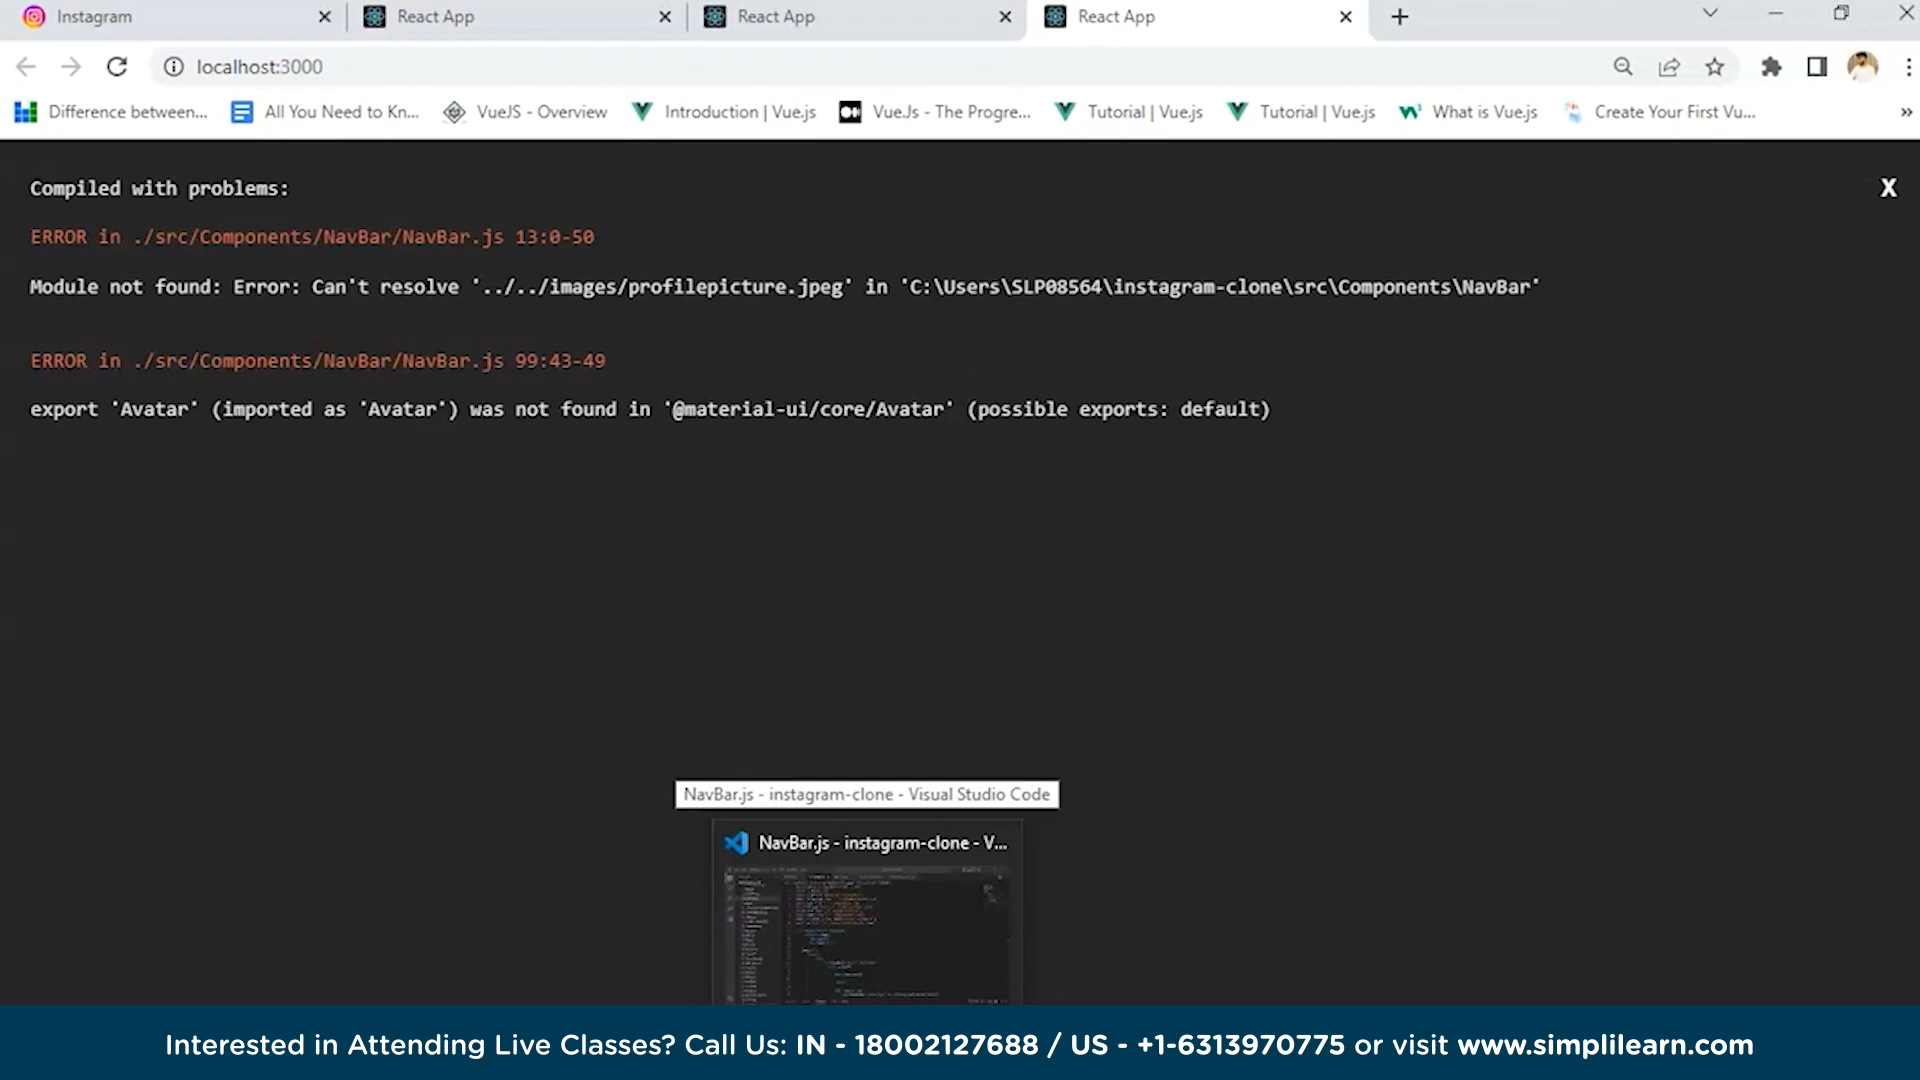 Instagram
React App
React App
React App
localhost:3000
Difference between...
All You Need to Kn...
VueJS - Overview
Introduction | Vue.js
Vue.Js - The Progre...
Tutorial | Vue.js
Tutorial | Vue.js
What is Vue.js
Create Your First Vu...
»
Compiled with problems:
X
ERROR in ./src/Components/NavBar/NavBar.js 13:0-50
Module not found: Error: Can't resolve '../../images/profilepicture.jpeg' in 'C:\Users\SLP08564\instagram-clone\src\Components\NavBar'
ERROR in ./src/Components/NavBar/NavBar.js 99:43-49
export 'Avatar' (imported as 'Avatar') was not found in '@material-ui/core/Avatar' (possible exports: default)
NavBar.js - instagram-clone - Visual Studio Code
NavBar.js - instagram-clone - V...
Interested in Attending Live Classes? Call Us: IN - 18002127688 / US - +1-6313970775 or visit www.simplilearn.com